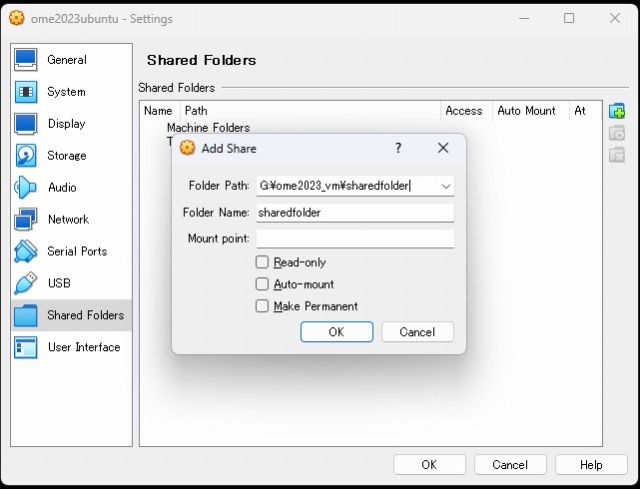 ome2023ubuntu - Settings
General
System
Display
Storage
Audio
Network
Serial Ports
USB
Shared Folders
User Interface
Shared Folders
Shared Folders
Name Path Access Auto Mount At
Machine Folders
Add Share ?
Folder Path: G:¥ome2023_vm¥sharedfolder
Folder Name: sharedfolder
Mount point:
Read-only
Auto-mount
Make Permanent
OK Cancel
OK Cancel Help